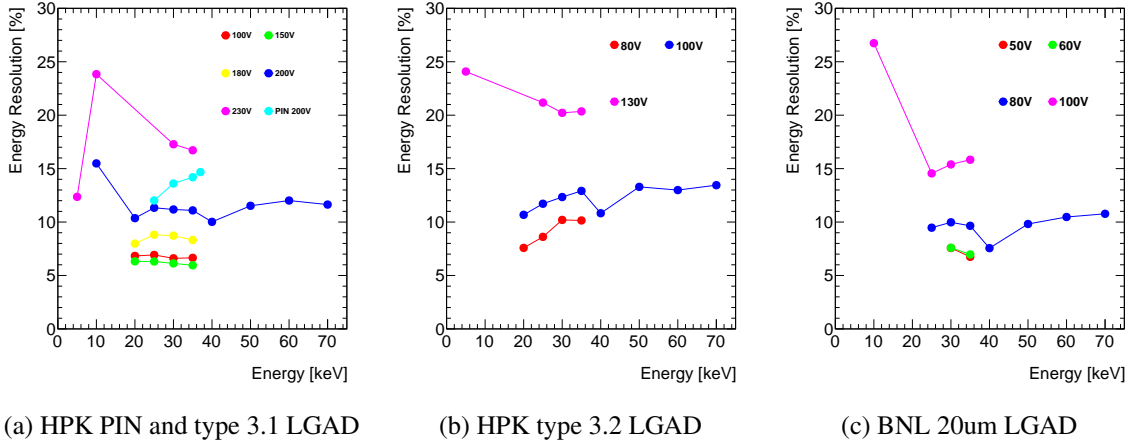 Energy Resolution [%]
30
25
20
15
10
5
0
100V
150V
180V
200V
230V
PIN 200V
0 10 20 30 40 50 60 70
Energy [keV]
(a) HPK PIN and type 3.1 LGAD
Energy Resolution [%]
30
25
20
15
10
5
0
80V
100V
130V
0 10 20 30 40 50 60 70
Energy [keV]
(b) HPK type 3.2 LGAD
Energy Resolution [%]
30
25
20
15
10
5
0
50V
60V
80V
100V
0 10 20 30 40 50 60 70
Energy [keV]
(c) BNL 20um LGAD